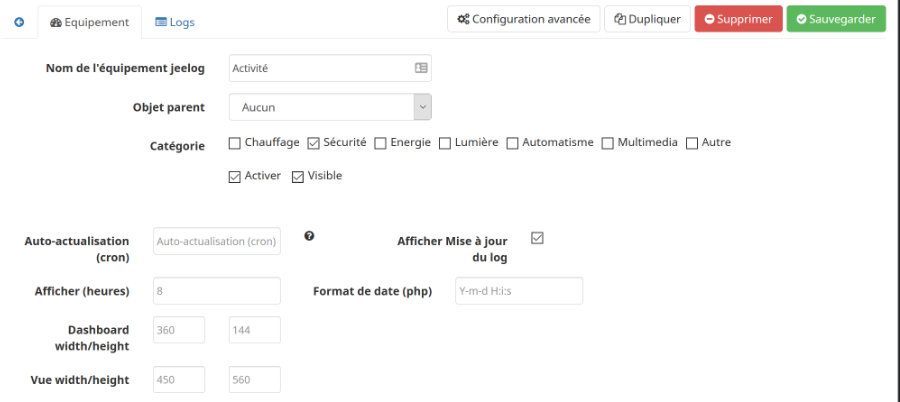 Equipement Logs Configuration avancée Dupliquer Supprimer Sauvegarder
Nom de l'équipement jeelog Activité
Objet parent Aucun
Catégorie Chauffage Sécurité Energie Lumière Automatisme Multimedia Autre
Activer Visible
Auto-actualisation Auto-actualisation (cron) Afficher Mise à jour
(cron) du log
Afficher (heures) 8 Format de date (php) Y-m-d H:i:s
Dashboard 360 144
width/height
Vue width/height 450 560